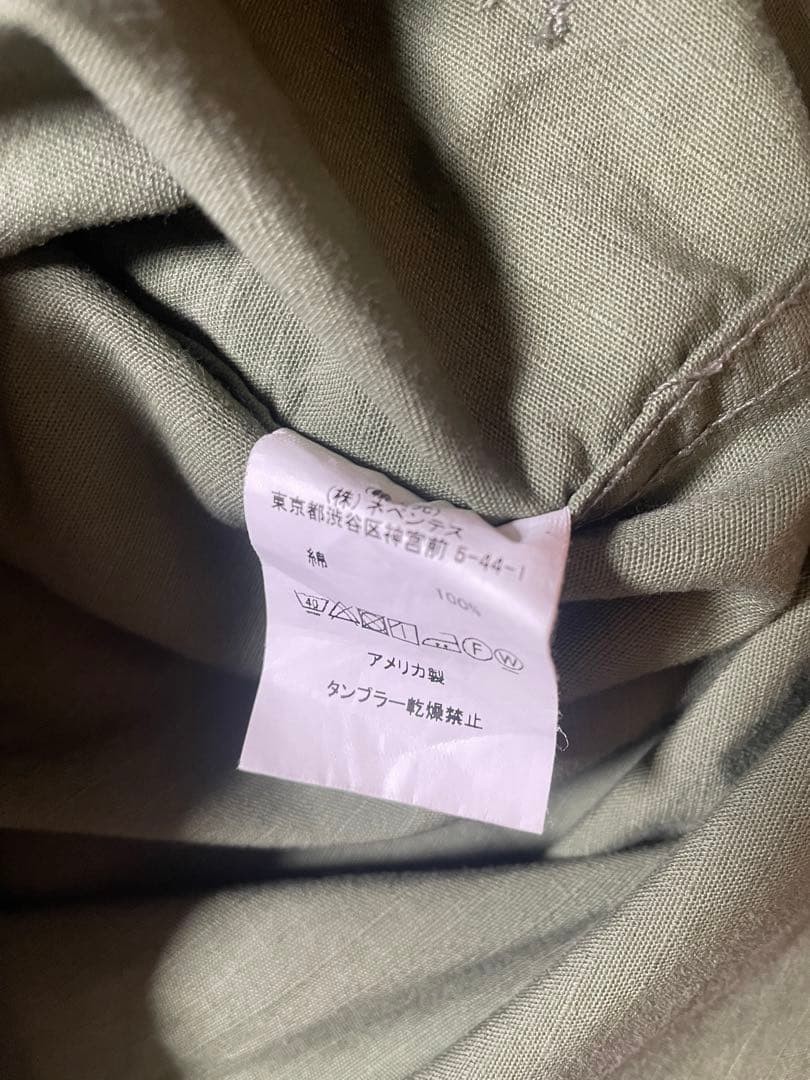 (株) ネペンテス
東京都渋谷区神宮前 5-44-1
綿 100%
40 F W
アメリカ製
タンブラー乾燥禁止